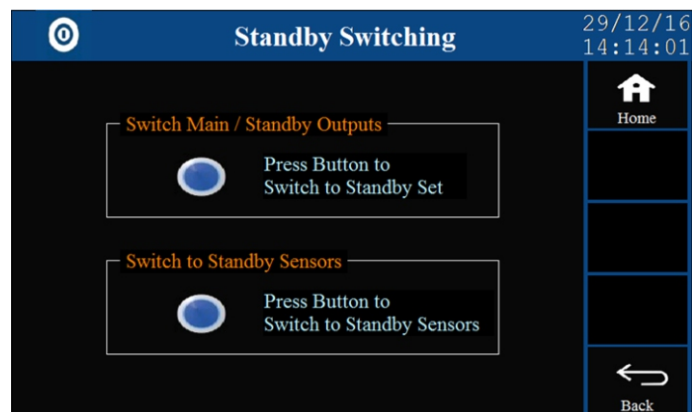 Standby Switching
29/12/16
14:14:01
Home
Switch Main / Standby Outputs
Press Button to
Switch to Standby Set
Switch to Standby Sensors
Press Button to
Switch to Standby Sensors
Back